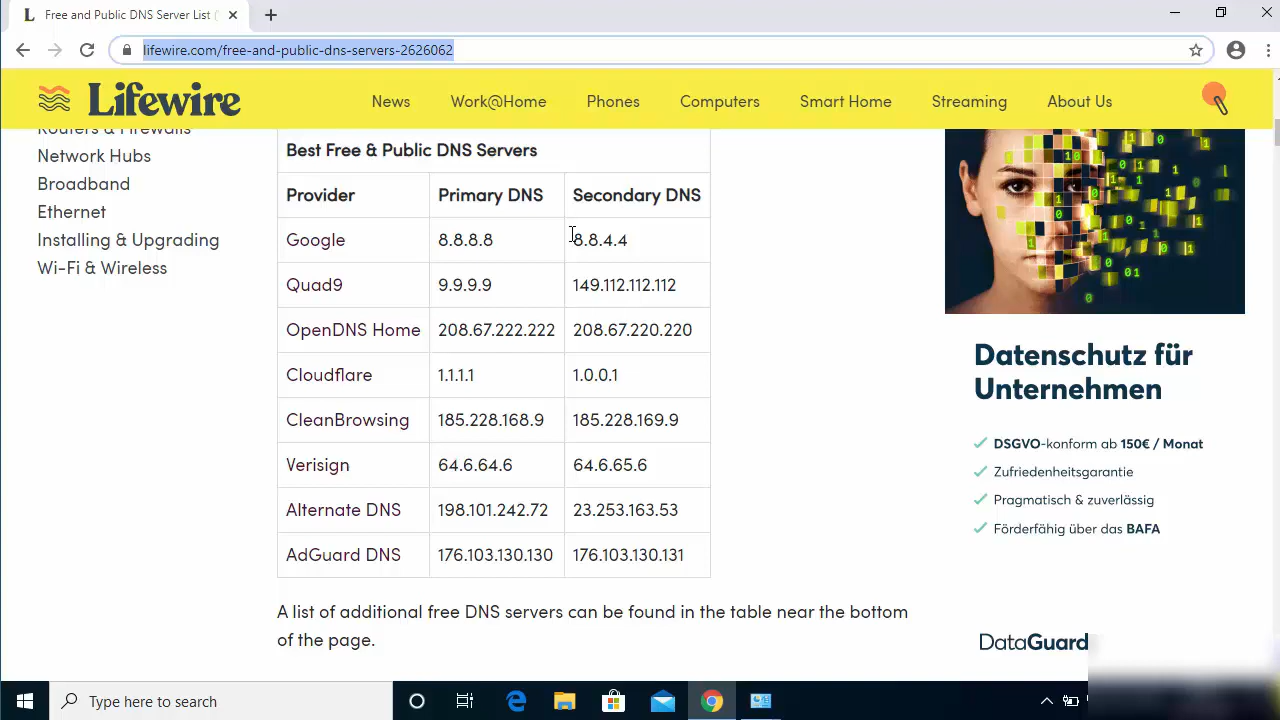 L Free and Public DNS Server List (
lifewire.com/free-and-public-dns-servers-2626062
Lifewire
News Work@Home Phones Computers Smart Home Streaming About Us
Routers & Firewalls
Network Hubs
Broadband
Ethernet
Installing & Upgrading
Wi-Fi & Wireless
Best Free & Public DNS Servers
Provider Primary DNS Secondary DNS
Google 8.8.8.8 8.8.4.4
Quad9 9.9.9.9 149.112.112.112
OpenDNS Home 208.67.222.222 208.67.220.220
Cloudflare 1.1.1.1 1.0.0.1
CleanBrowsing 185.228.168.9 185.228.169.9
Verisign 64.6.64.6 64.6.65.6
Alternate DNS 198.101.242.72 23.253.163.53
AdGuard DNS 176.103.130.130 176.103.130.131
A list of additional free DNS servers can be found in the table near the bottom
of the page.
Datenschutz für
Unternehmen
DSGVO-konform ab 150€ / Monat
Zufriedenheitsgarantie
Pragmatisch & zuverlässig
Förderfähig über das BAFA
DataGuard
Type here to search